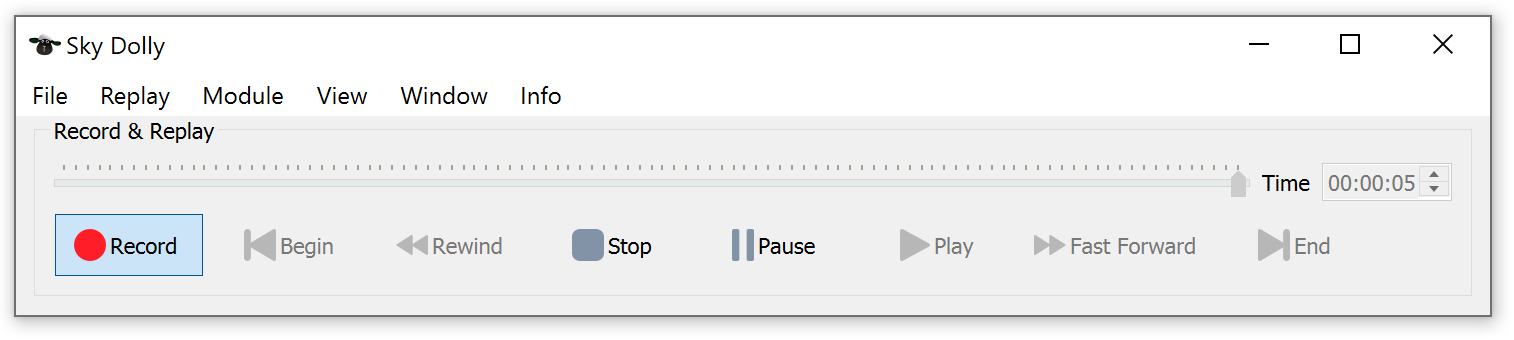 Sky Dolly
File Replay Module View Window Info
Record & Replay
Time 00:00:05
Record Begin Rewind Stop Pause Play Fast Forward End